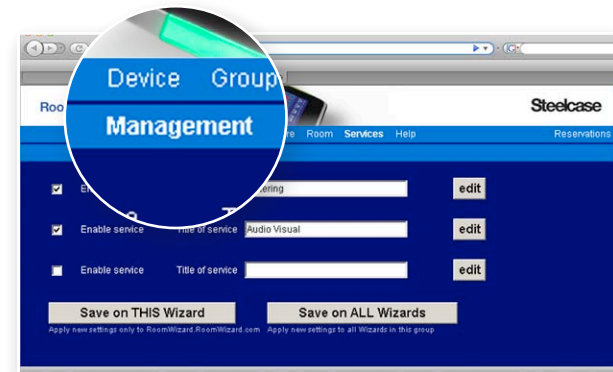 Device Group
Roo
Management
Steelcase
Room Services Help
Reservations
Enable service Title of service Audio Visual edit
Enable service Title of service edit
edit
Save on THIS Wizard Save on ALL Wizards
Apply new settings only to RoomWizard.RoomWizard.com Apply new settings to all Wizards in this group